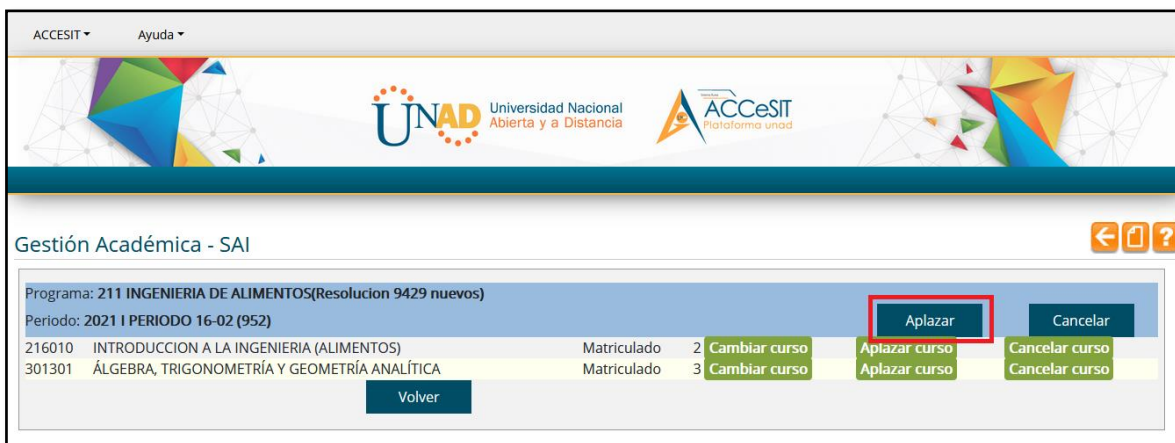 ACCESIT Ayuda
UNAD Universidad Nacional
Abierta y a Distancia
ACCeSIT
Plataforma unad
Gestión Académica - SAI
?
Programa: 211 INGENIERIA DE ALIMENTOS(Resolucion 9429 nuevos)
Periodo: 2021 I PERIODO 16-02 (952) Aplazar Cancelar
216010 INTRODUCCION A LA INGENIERIA (ALIMENTOS) Matriculado 2 Cambiar curso Aplazar curso Cancelar curso
301301 ÁLGEBRA, TRIGONOMETRÍA Y GEOMETRÍA ANALÍTICA Matriculado 3 Cambiar curso Aplazar curso Cancelar curso
Volver